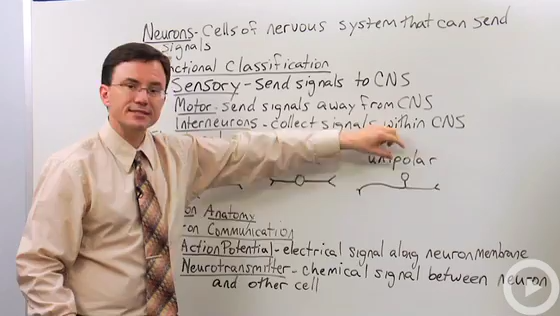 Neurons - Cells of nervous system that can send
signals
Classification
Sensory - send signals to CNS
Motor - send signals away from CNS
Interneurons - collect signals within CNS
unipolar
Anatomy
Communication
Action Potential - electrical signal along neuron membrane
Neurotransmitter - chemical signal between neuron
and other cell